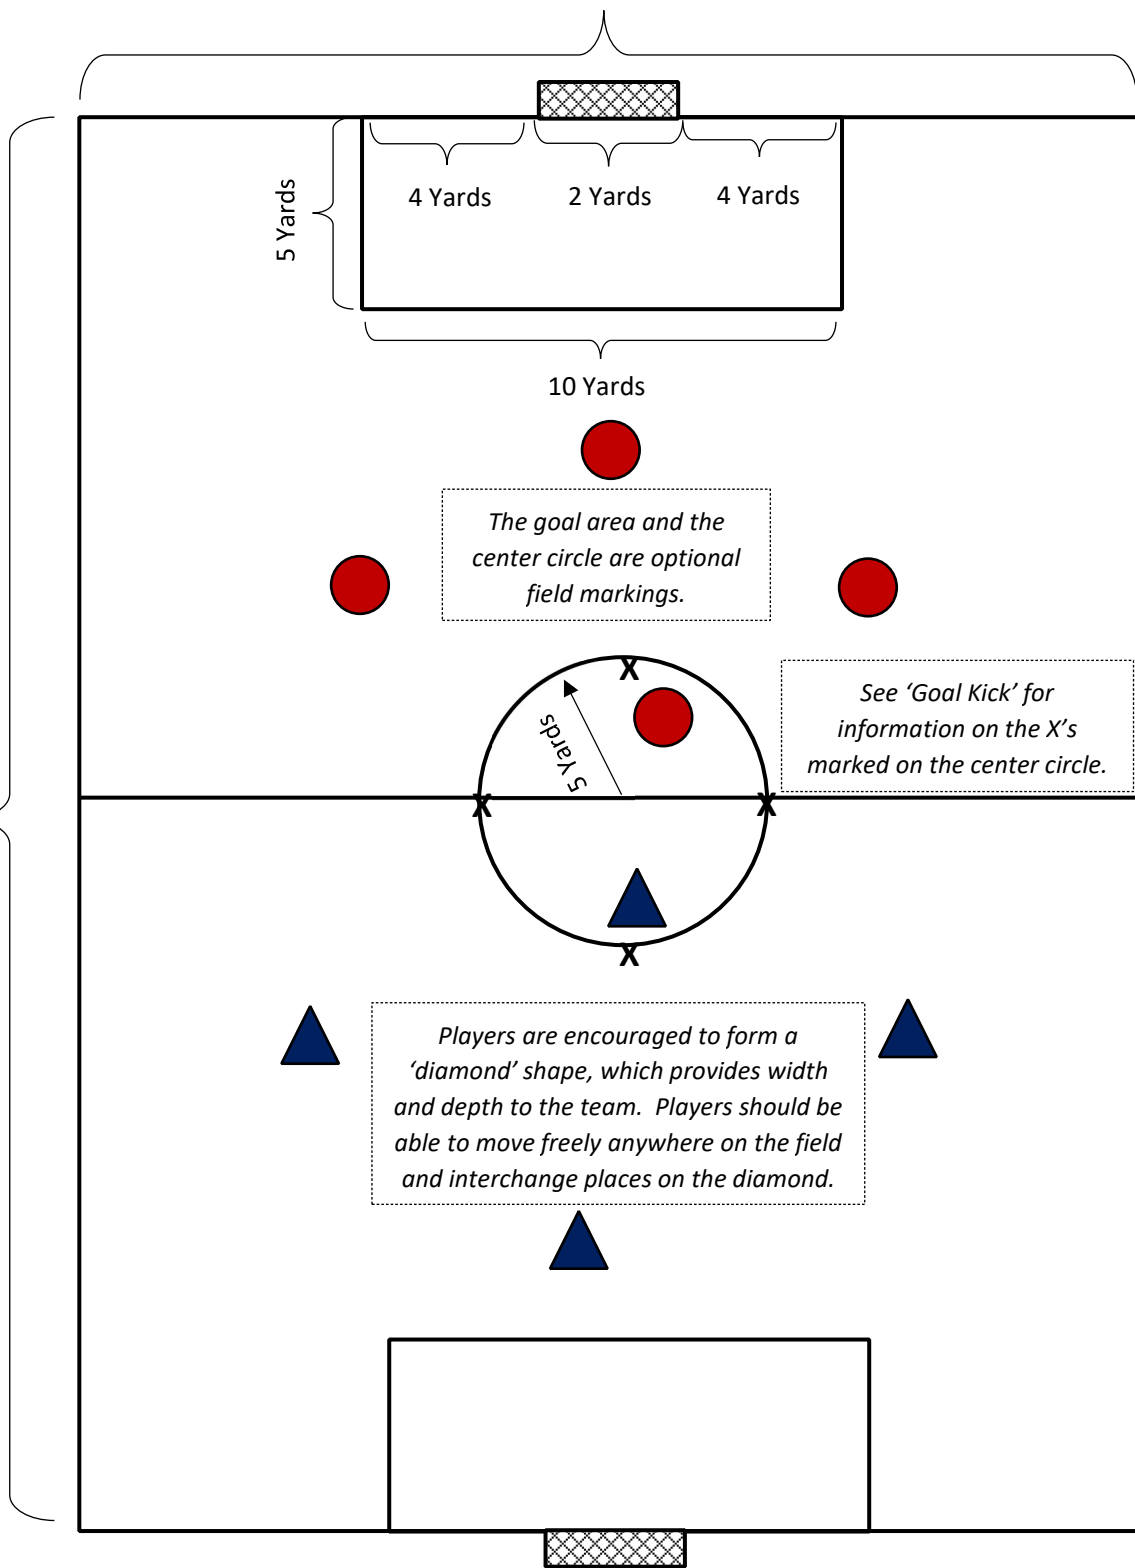 4 Yards
2 Yards
4 Yards
5 Yards
10 Yards
The goal area and the
center circle are optional
field markings.
See ‘Goal Kick’ for
information on the X’s
marked on the center circle.
X
5 Yards
X
X
X
Players are encouraged to form a
‘diamond’ shape, which provides width
and depth to the team.  Players should be
able to move freely anywhere on the field
and interchange places on the diamond.